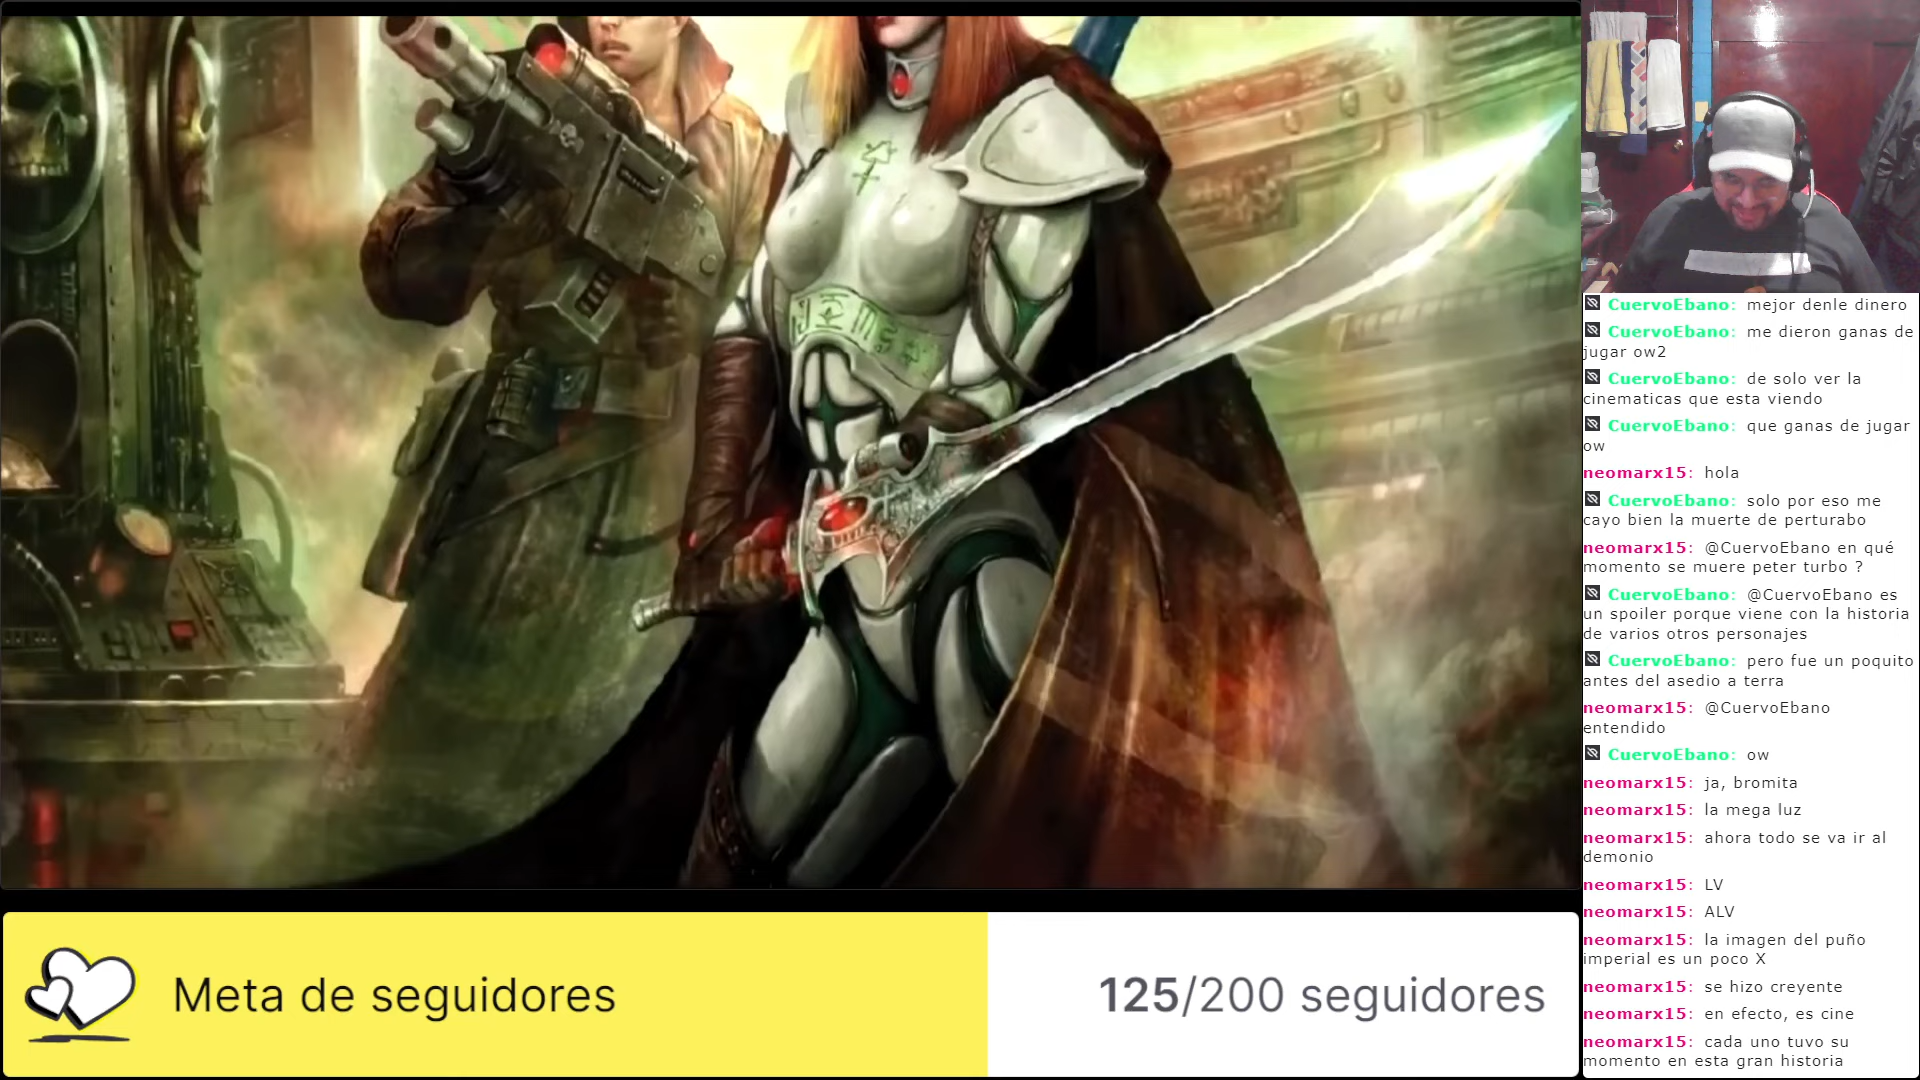 CuervoEbano: mejor denle dinero
CuervoEbano: me dieron ganas de
jugar ow2
CuervoEbano: de solo ver la
cinematicas que esta viendo
CuervoEbano: que ganas de jugar
ow
neomarx15: hola
CuervoEbano: solo por eso me
cayo bien la muerte de perturabo
neomarx15: @CuervoEbano en qué
momento se muere peter turbo ?
CuervoEbano: @CuervoEbano es
un spoiler porque viene con la historia
de varios otros personajes
CuervoEbano: pero fue un poquito
antes del asedio a terra
neomarx15: @CuervoEbano
entendido
CuervoEbano: ow
neomarx15: ja, bromita
neomarx15: la mega luz
neomarx15: ahora todo se va ir al
demonio
neomarx15: LV
neomarx15: ALV
neomarx15: la imagen del puño
imperial es un poco X
neomarx15: se hizo creyente
neomarx15: en efecto, es cine
neomarx15: cada uno tuvo su
momento en esta gran historia
Meta de seguidores
125/200 seguidores